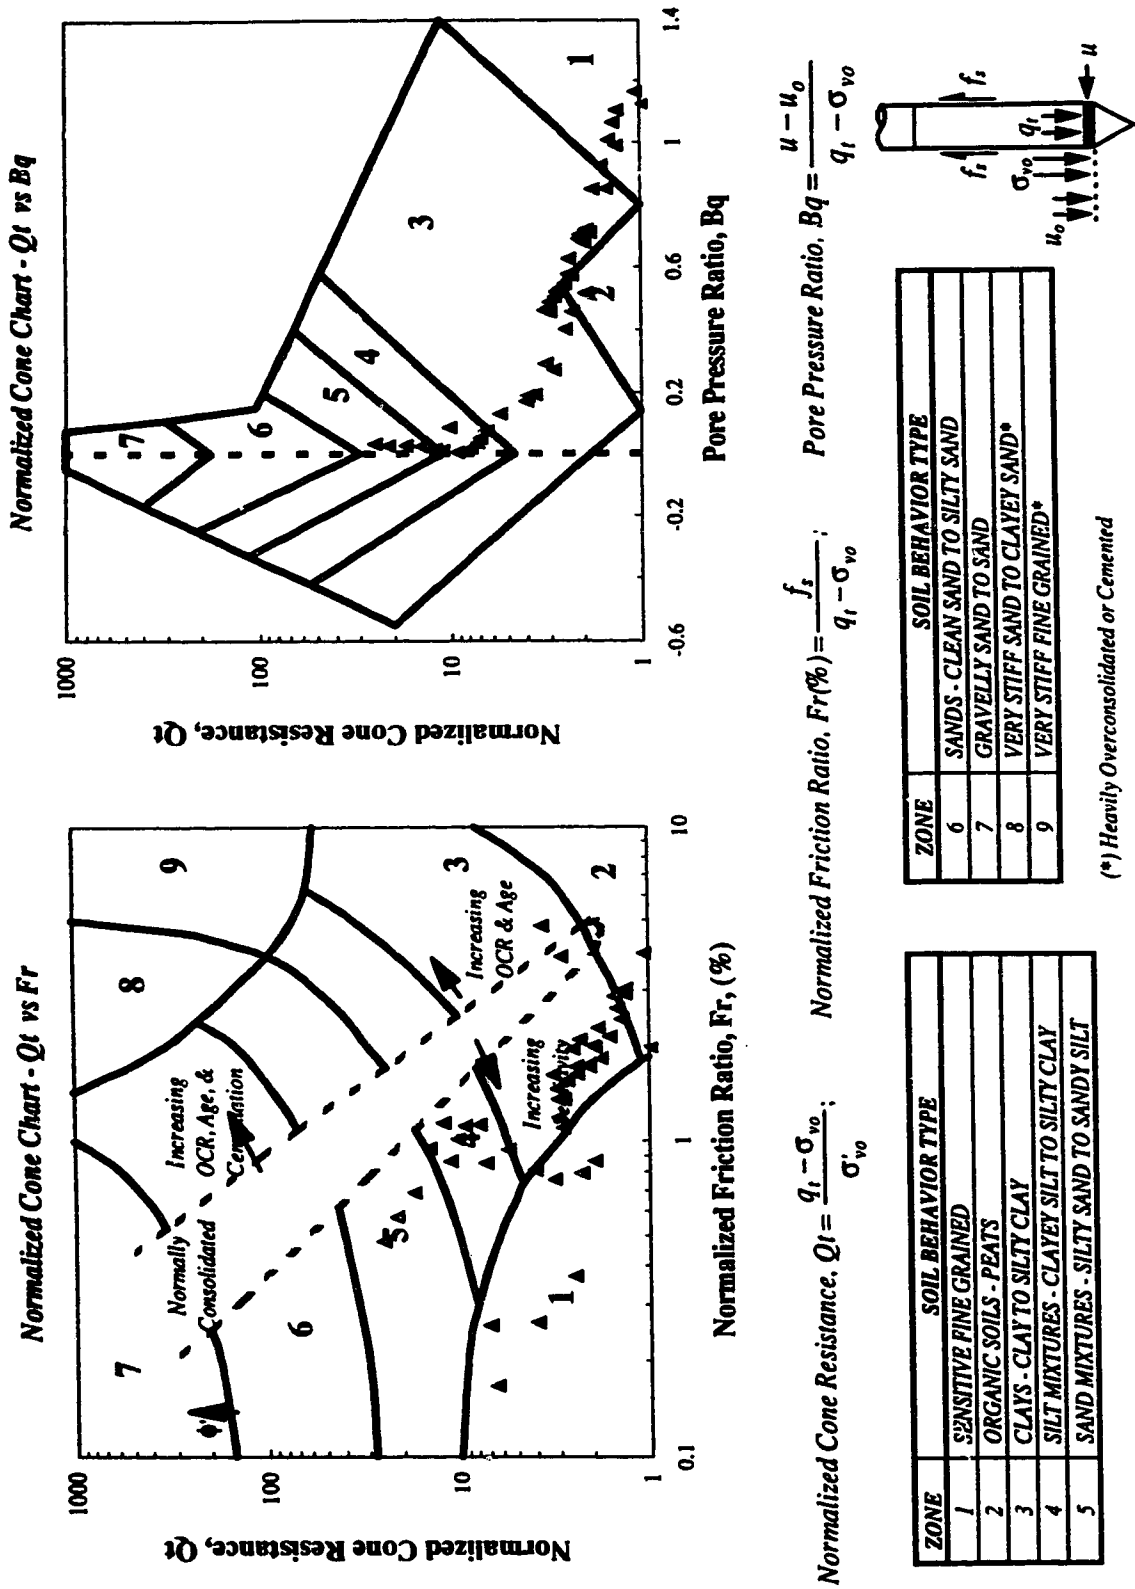 Normalized Cone Chart - Qt vs Fr
Normalized Cone Resistance, Qt
1000
100
10
1
0.1
1
10
Normalized Friction Ratio, Fr, (%)
7
8
9
6
5
4
3
1
2
φ'
Normally
Consolidated
Increasing
OCR, Age, &
Cementation
Increasing
OCR & Age
Increasing
Sensitivity
Normalized Cone Chart - Qt vs Bq
Normalized Cone Resistance, Qt
1000
100
10
1
-0.6
-0.2
0.2
0.6
1
1.4
Pore Pressure Ratio, Bq
7
6
5
4
3
2
1
Normalized Cone Resistance, Qt = (qt - σvo) / σ'vo ;
Normalized Friction Ratio, Fr(%) = fs / (qt - σvo) ;
Pore Pressure Ratio, Bq = (u - uo) / (qt - σvo)
ZONE SOIL BEHAVIOR TYPE
1 SENSITIVE FINE GRAINED
2 ORGANIC SOILS - PEATS
3 CLAYS - CLAY TO SILTY CLAY
4 SILT MIXTURES - CLAYEY SILT TO SILTY CLAY
5 SAND MIXTURES - SILTY SAND TO SANDY SILT
ZONE SOIL BEHAVIOR TYPE
6 SANDS - CLEAN SAND TO SILTY SAND
7 GRAVELLY SAND TO SAND
8 VERY STIFF SAND TO CLAYEY SAND*
9 VERY STIFF FINE GRAINED*
(*) Heavily Overconsolidated or Cemented
fs
fs
uo
σvo
qt
u